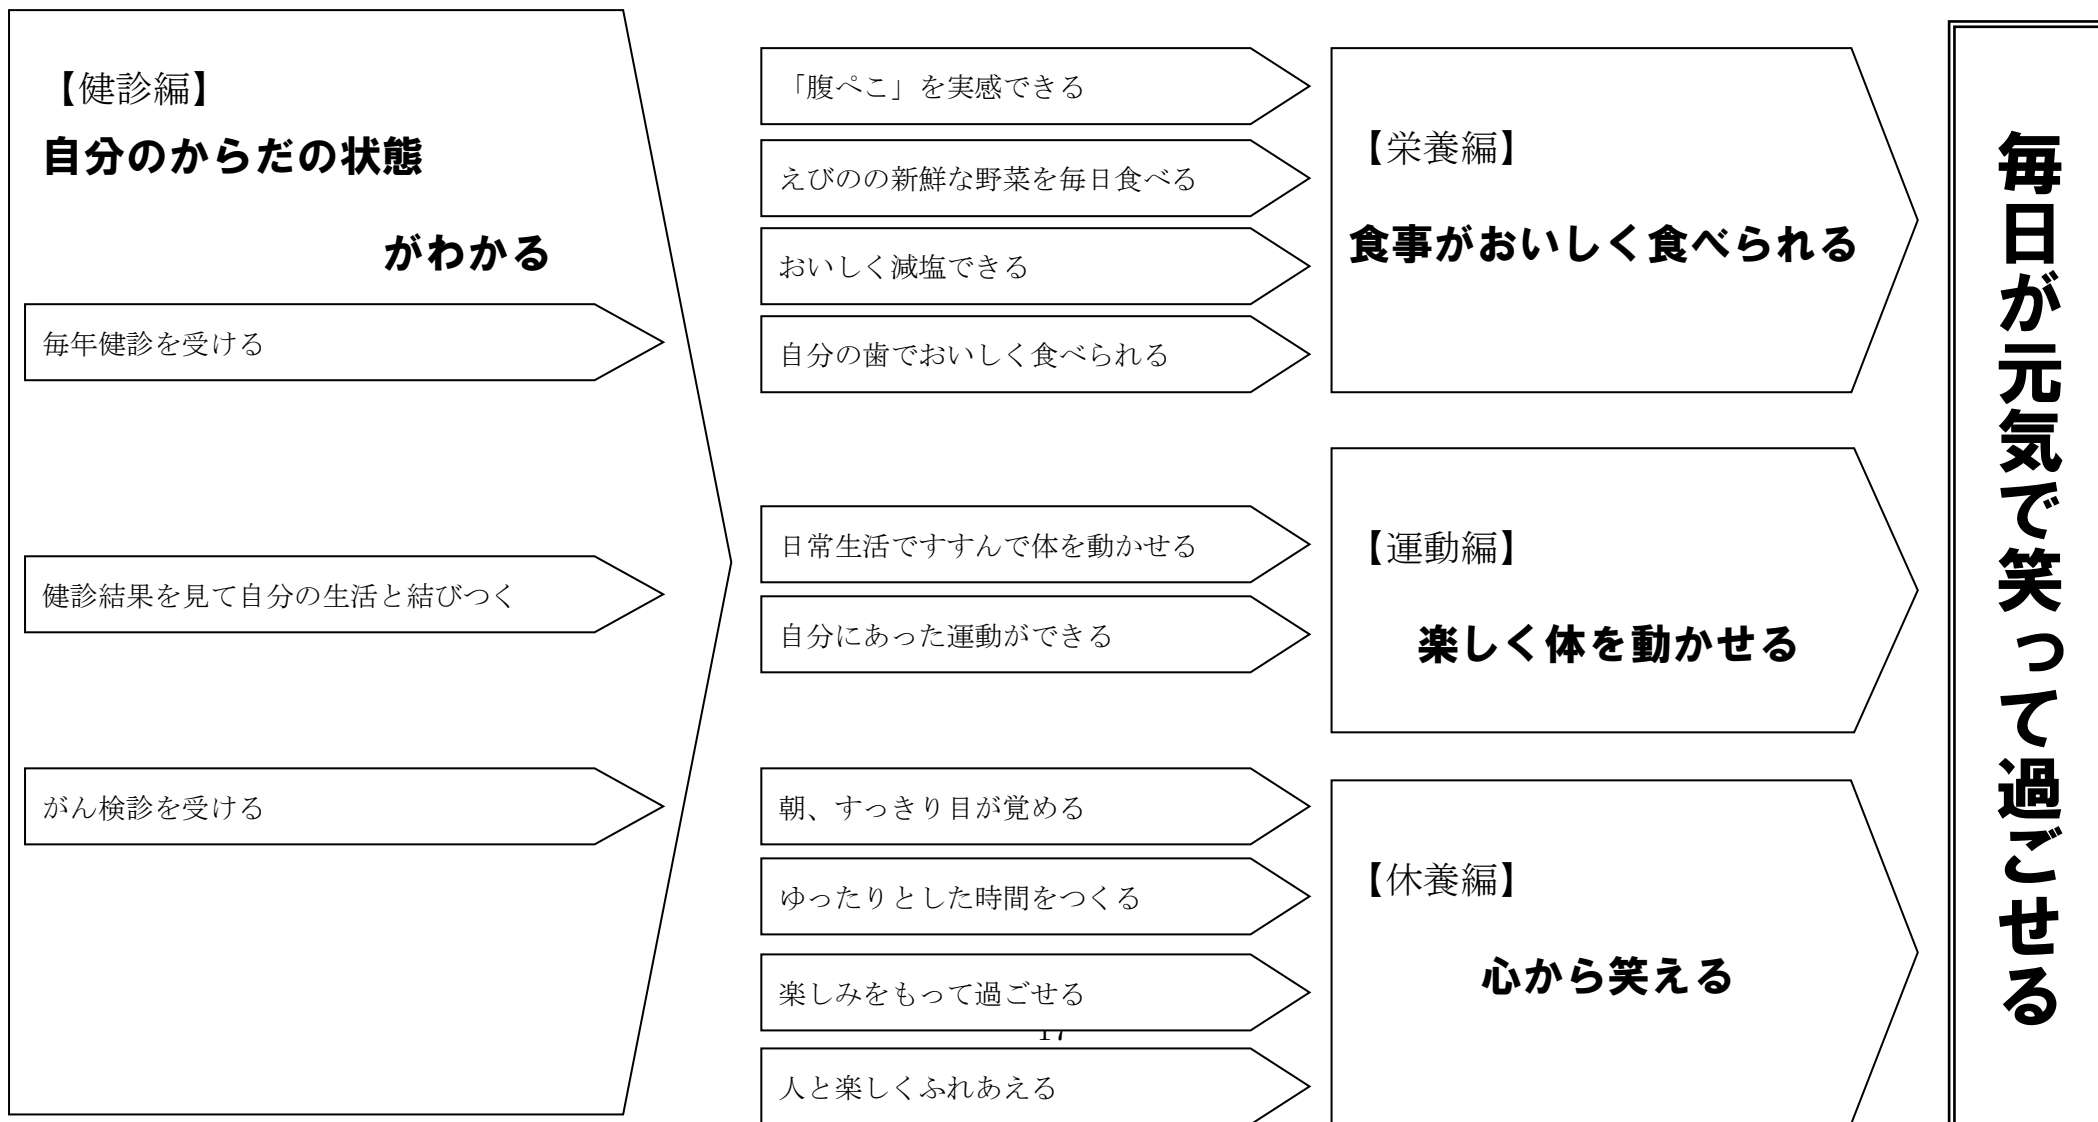 【健診編】
自分のからだの状態
がわかる
毎年健診を受ける
健診結果を見て自分の生活と結びつく
がん検診を受ける
「腹ぺこ」を実感できる
えびのの新鮮な野菜を毎日食べる
おいしく減塩できる
自分の歯でおいしく食べられる
日常生活ですすんで体を動かせる
自分にあった運動ができる
朝、すっきり目が覚める
ゆったりとした時間をつくる
楽しみをもって過ごせる
17
人と楽しくふれあえる
【栄養編】
食事がおいしく食べられる
【運動編】
楽しく体を動かせる
【休養編】
心から笑える
毎日が元気で笑って過ごせる